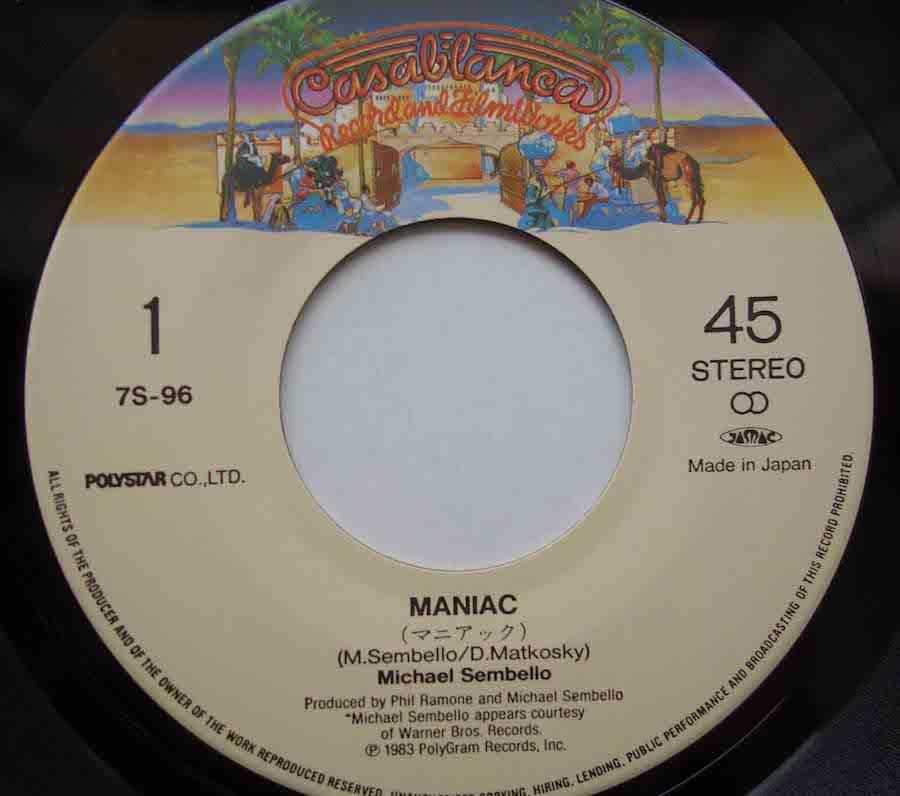 Casablanca
Record and FilmWorks
1
7S-96
POLYSTAR CO.,LTD.
45
STEREO
JASRAC
Made in Japan
MANIAC
(マニアック)
(M.Sembello/D.Matkosky)
Michael Sembello
Produced by Phil Ramone and Michael Sembello
*Michael Sembello appears courtesy
of Warner Bros. Records.
℗ 1983 PolyGram Records, Inc.
ALL RIGHTS OF THE PRODUCER AND OF THE OWNER OF THE WORK REPRODUCED RESERVED. COPYING, HIRING, LENDING, PUBLIC PERFORMANCE AND BROADCASTING OF THIS RECORD PROHIBITED.